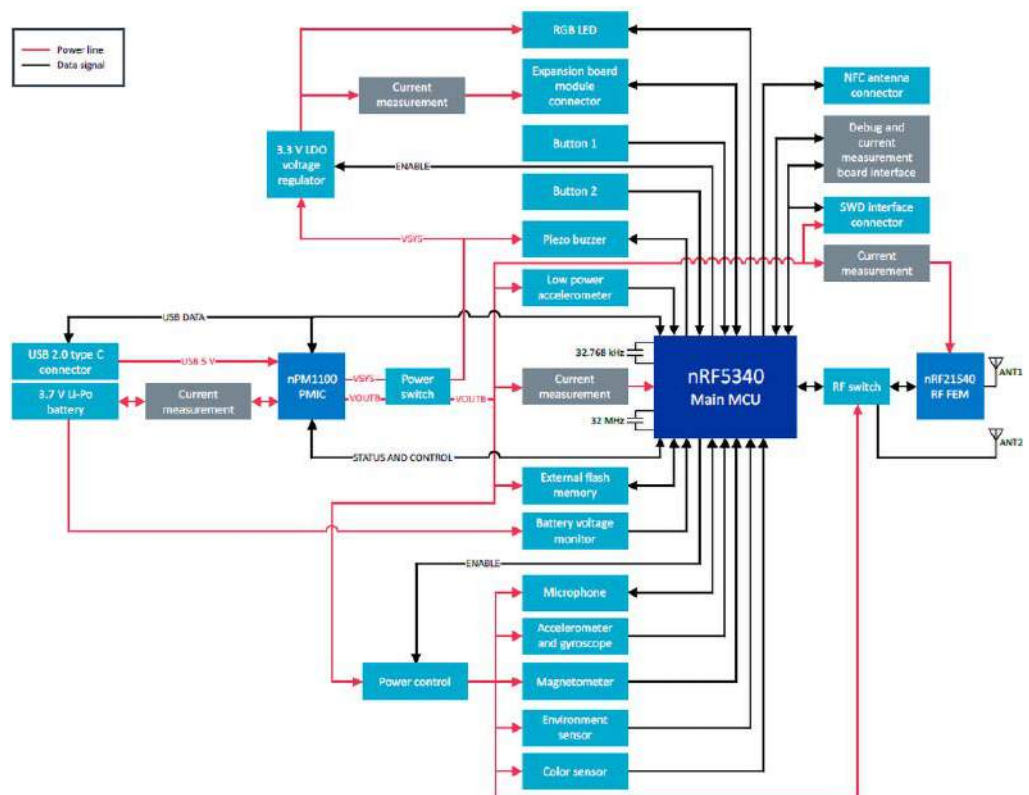 Power line
Data signal
RGB LED
Current
measurement
Expansion board
module
connector
NFC antenna
connector
3.3 V LDO
voltage
regulator
ENABLE
Button 1
Debug and
current
measurement
board interface
Button 2
SWD interface
connector
VSYS
Piezo buzzer
Current
measurement
Low power
accelerometer
USB DATA
USB 2.0 type C
connector
USB 5 V
3.7 V Li-Po
battery
Current
measurement
nPM1100
PMIC
VSYS
VOUTB
Power
switch
VOUTB
Current
measurement
32.768 kHz
32 MHz
nRF5340
Main MCU
RF switch
nRF21540
RF FEM
ANT1
ANT2
STATUS AND CONTROL
External flash
memory
Battery voltage
monitor
ENABLE
Microphone
Accelerometer
and gyroscope
Power control
Magnetometer
Environment
sensor
Color sensor